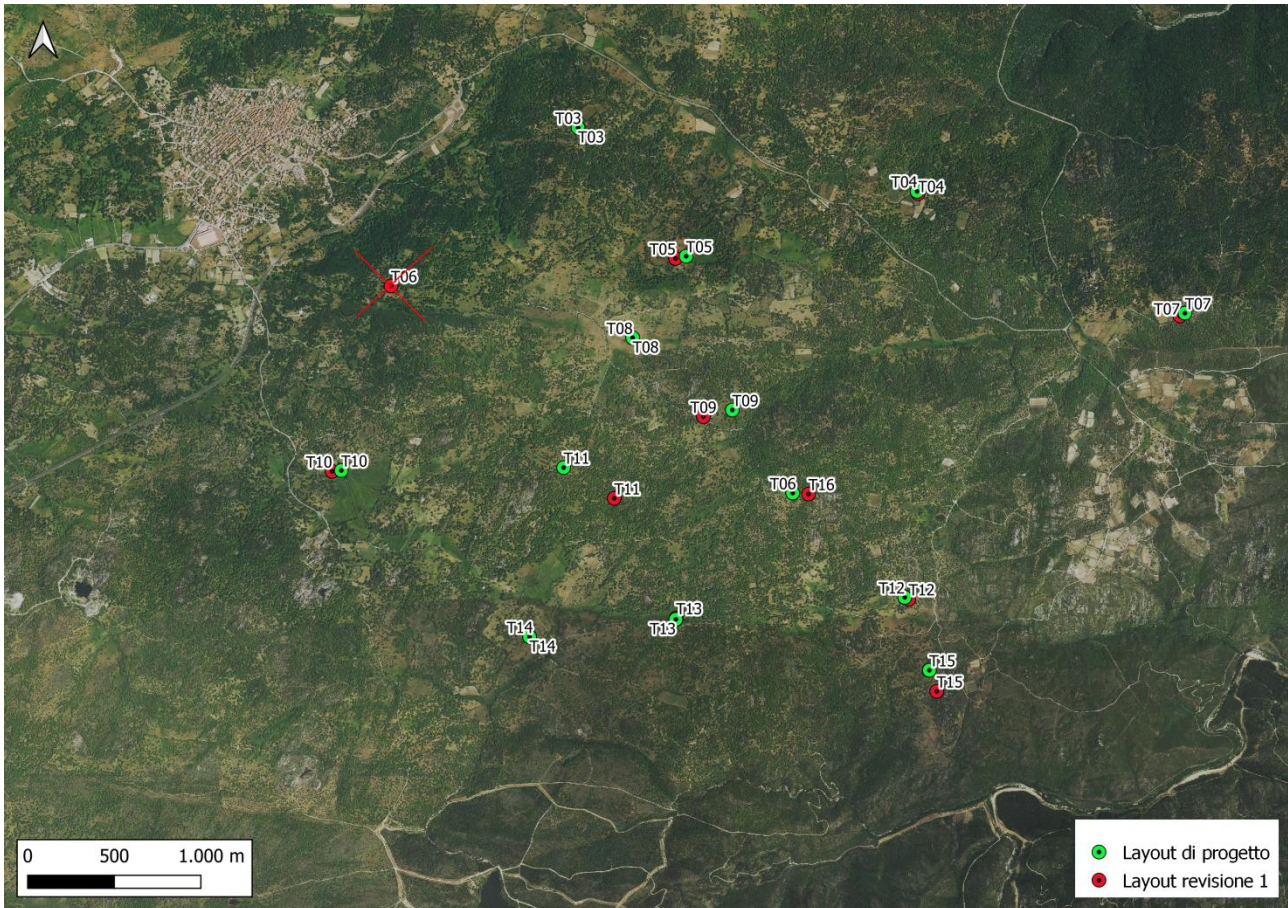 T03
T03
T04
T04
T05
T05
T06
T07
T07
T08
T08
T09
T09
T10
T10
T11
T11
T06
T16
T12
T12
T13
T13
T14
T14
T15
T15
0 500 1.000 m
Layout di progetto
Layout revisione 1